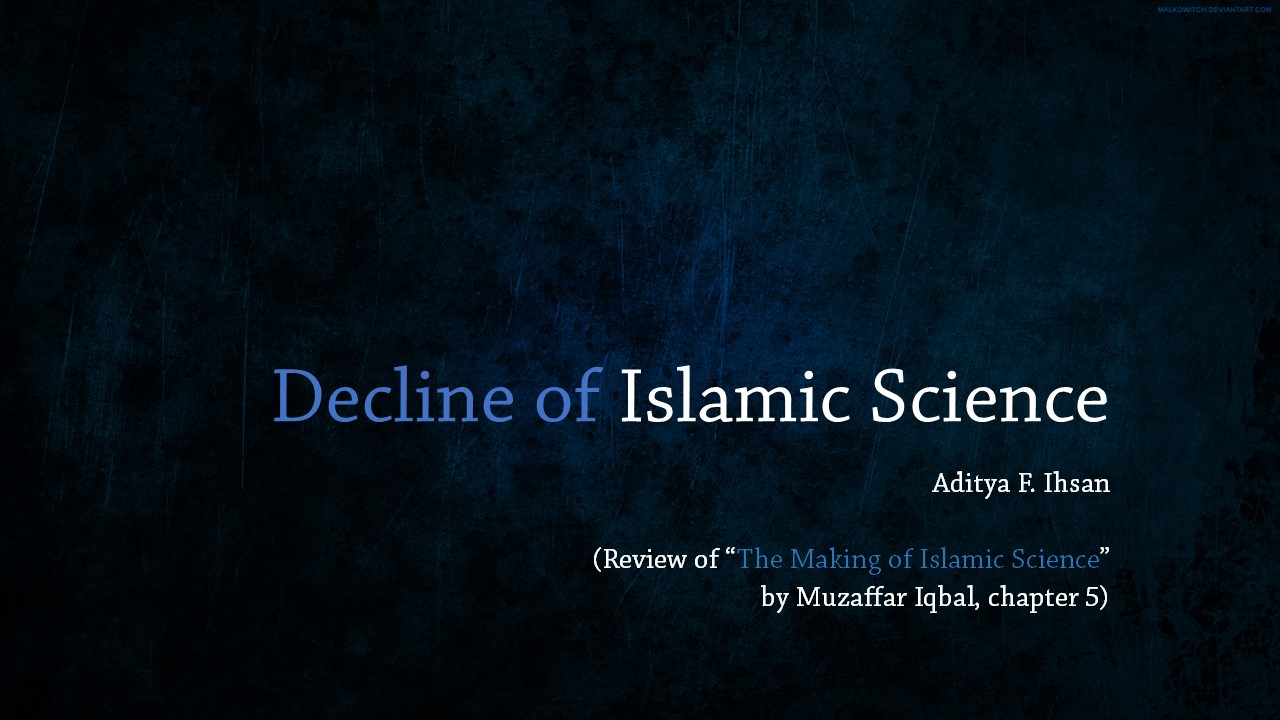 MALKOWITCH.DEVIANTART.COM
Decline of Islamic Science
Aditya F. Ihsan
(Review of “The Making of Islamic Science”
by Muzaffar Iqbal, chapter 5)